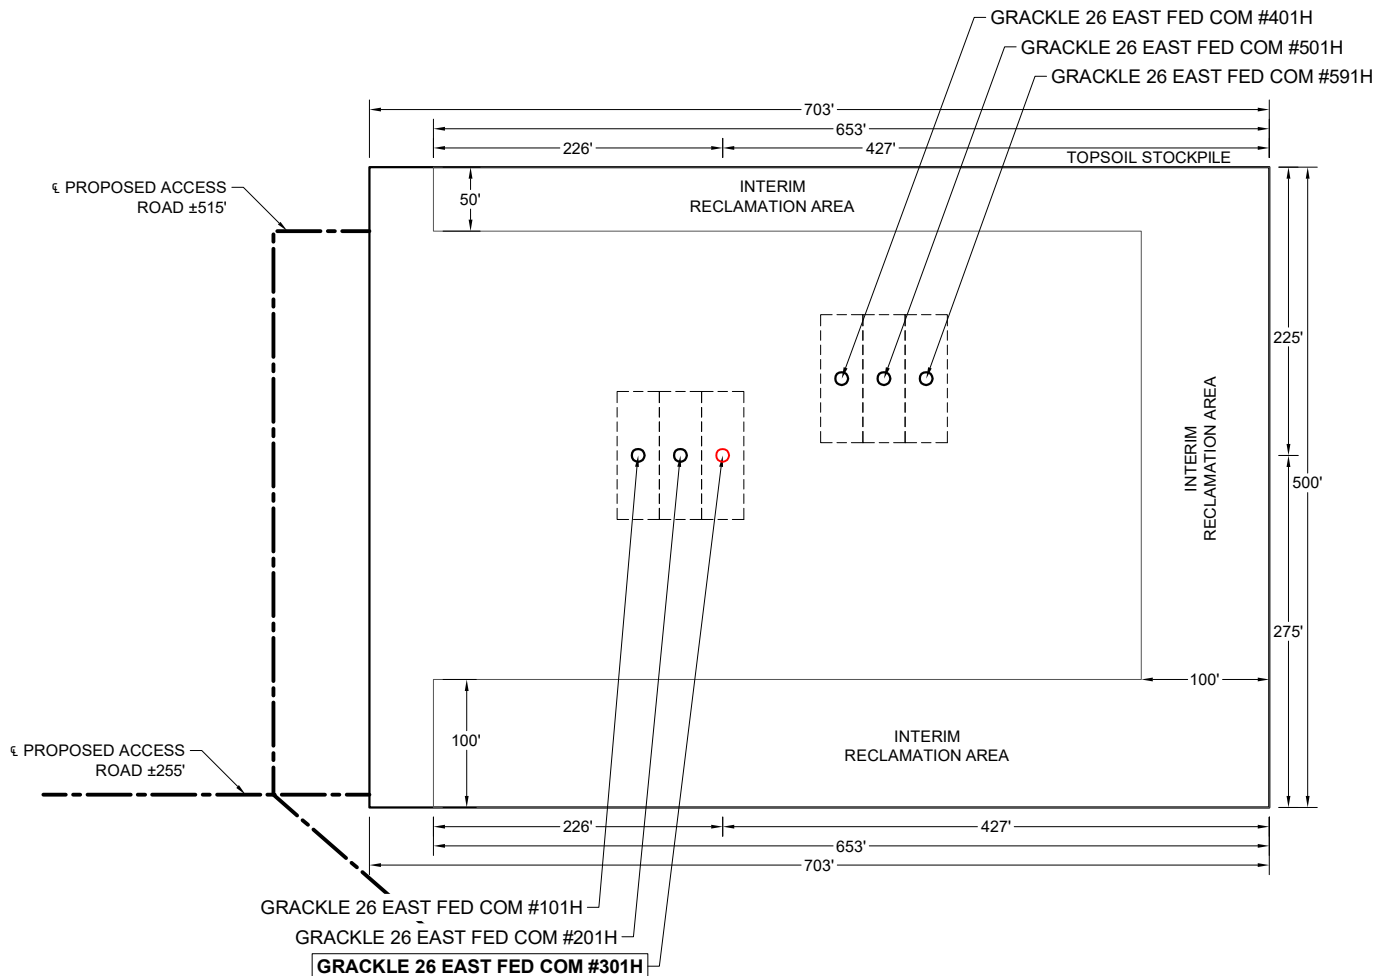 GRACKLE 26 EAST FED COM #401H
GRACKLE 26 EAST FED COM #501H
GRACKLE 26 EAST FED COM #591H
703'
653'
226'
427'
TOPSOIL STOCKPILE
℄ PROPOSED ACCESS
ROAD ±515'
50'
INTERIM
RECLAMATION AREA
225'
INTERIM
RECLAMATION AREA
500'
275'
100'
℄ PROPOSED ACCESS
ROAD ±255'
100'
INTERIM
RECLAMATION AREA
226'
427'
653'
703'
GRACKLE 26 EAST FED COM #101H
GRACKLE 26 EAST FED COM #201H
GRACKLE 26 EAST FED COM #301H